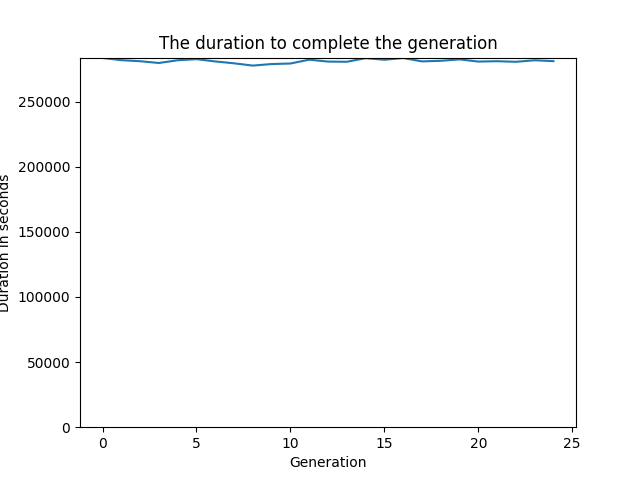 The duration to complete the generation
Duration in seconds
250000
200000
150000
100000
50000
0
0 5 10 15 20 25
Generation